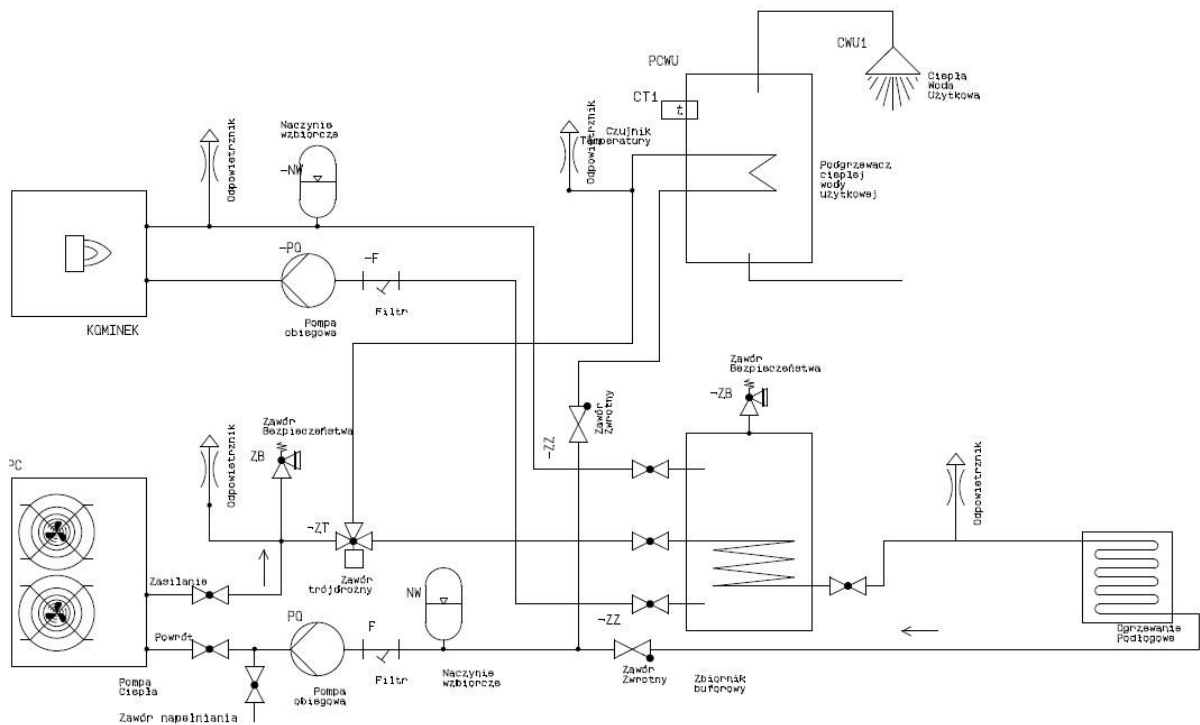 CWU1
Ciepła
Woda
Użytkowa
PCWU
CT1
t
Czujnik
Temperatury
Odpowietrznik
Podgrzewacz
ciepłej
wody
użytkowej
Naczynie
wzbiorcze
-NW
Odpowietrznik
-PO
-F
Filtr
Pompa
obiegowa
KOMINEK
Zawór
Bezpieczeństwa
-ZB
Zawór
Zwrotny
-ZZ
Zawór
Bezpieczeństwa
ZB
Odpowietrznik
PC
Odpowietrznik
-ZT
Zawór
trójdrożny
Zasilanie
NW
PO
F
-ZZ
Powrót
Ogrzewanie
Podłogowe
Pompa
Ciepła
Pompa
obiegowa
Filtr
Naczynie
wzbiorcze
Zawór
Zwrotny
Zbiornik
buforowy
Zawór napełniania